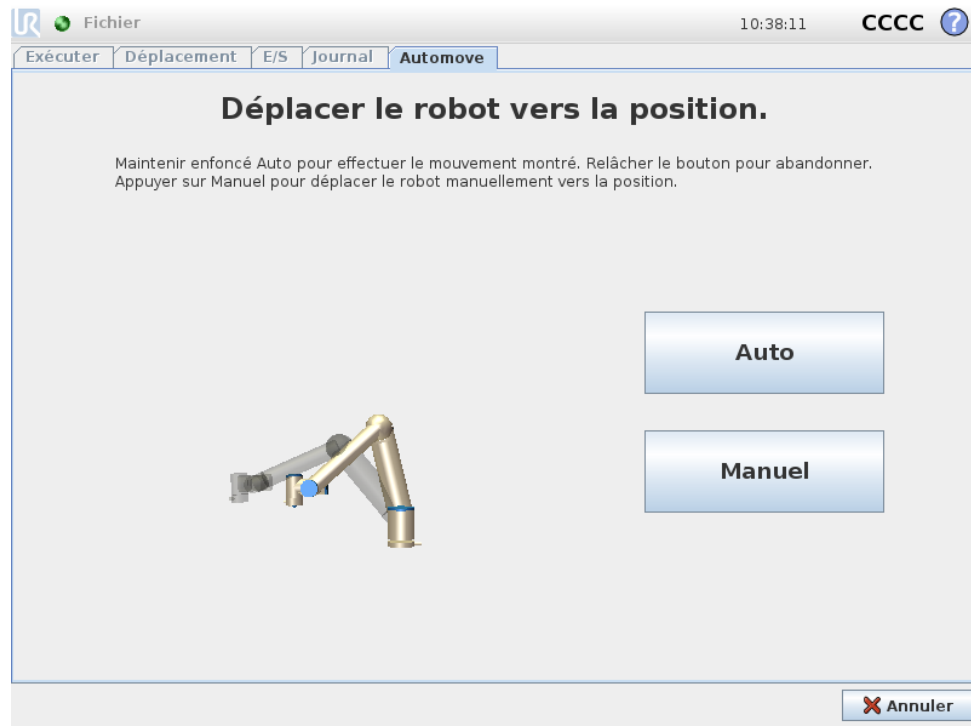 UR Fichier 10:38:11 CCCC ?
Exécuter Déplacement E/S Journal Automove
Déplacer le robot vers la position.
Maintenir enfoncé Auto pour effectuer le mouvement montré. Relâcher le bouton pour abandonner.
Appuyer sur Manuel pour déplacer le robot manuellement vers la position.
Auto
Manuel
Annuler